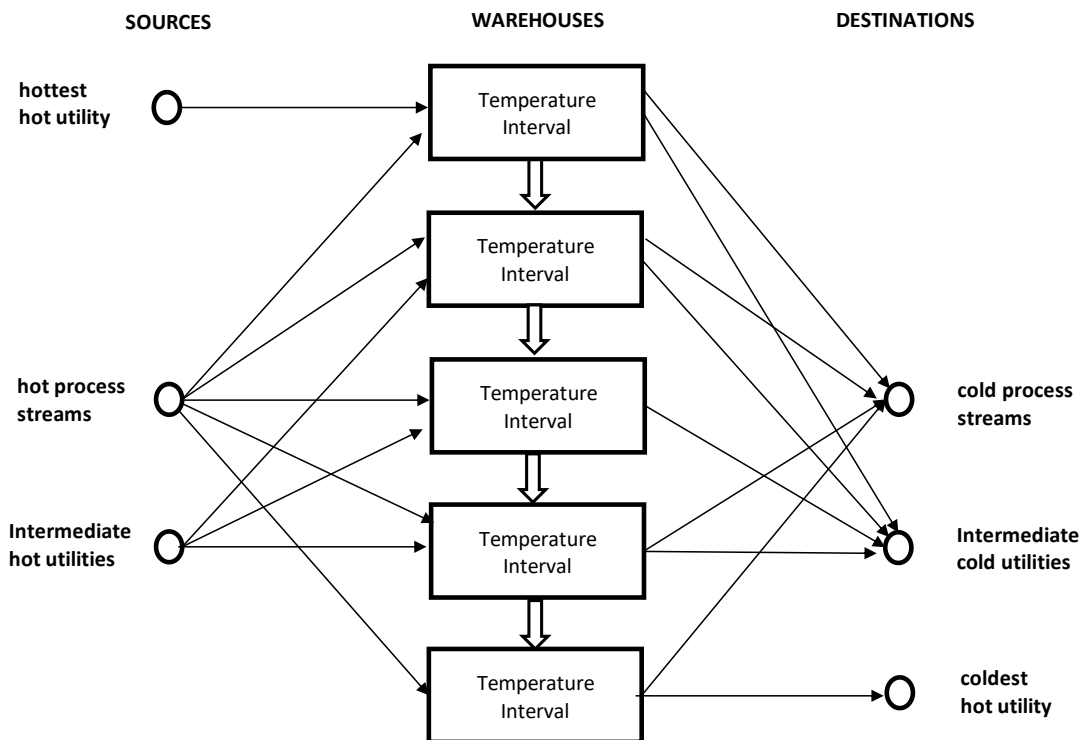 SOURCES
WAREHOUSES
DESTINATIONS
hottest
hot utility
Temperature
Interval
Temperature
Interval
hot process
streams
Temperature
Interval
cold process
streams
Intermediate
hot utilities
Temperature
Interval
Intermediate
cold utilities
Temperature
Interval
coldest
hot utility